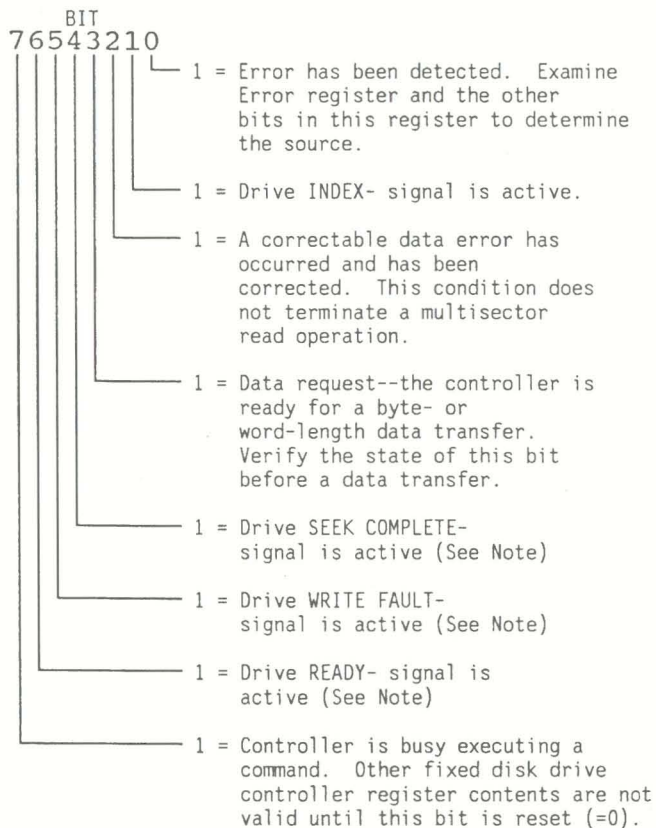 BIT
76543210
1 = Error has been detected. Examine
Error register and the other
bits in this register to determine
the source.
1 = Drive INDEX- signal is active.
1 = A correctable data error has
occurred and has been
corrected. This condition does
not terminate a multisector
read operation.
1 = Data request--the controller is
ready for a byte- or
word-length data transfer.
Verify the state of this bit
before a data transfer.
1 = Drive SEEK COMPLETE-
signal is active (See Note)
1 = Drive WRITE FAULT-
signal is active (See Note)
1 = Drive READY- signal is
active (See Note)
1 = Controller is busy executing a
command. Other fixed disk drive
controller register contents are not
valid until this bit is reset (=0).